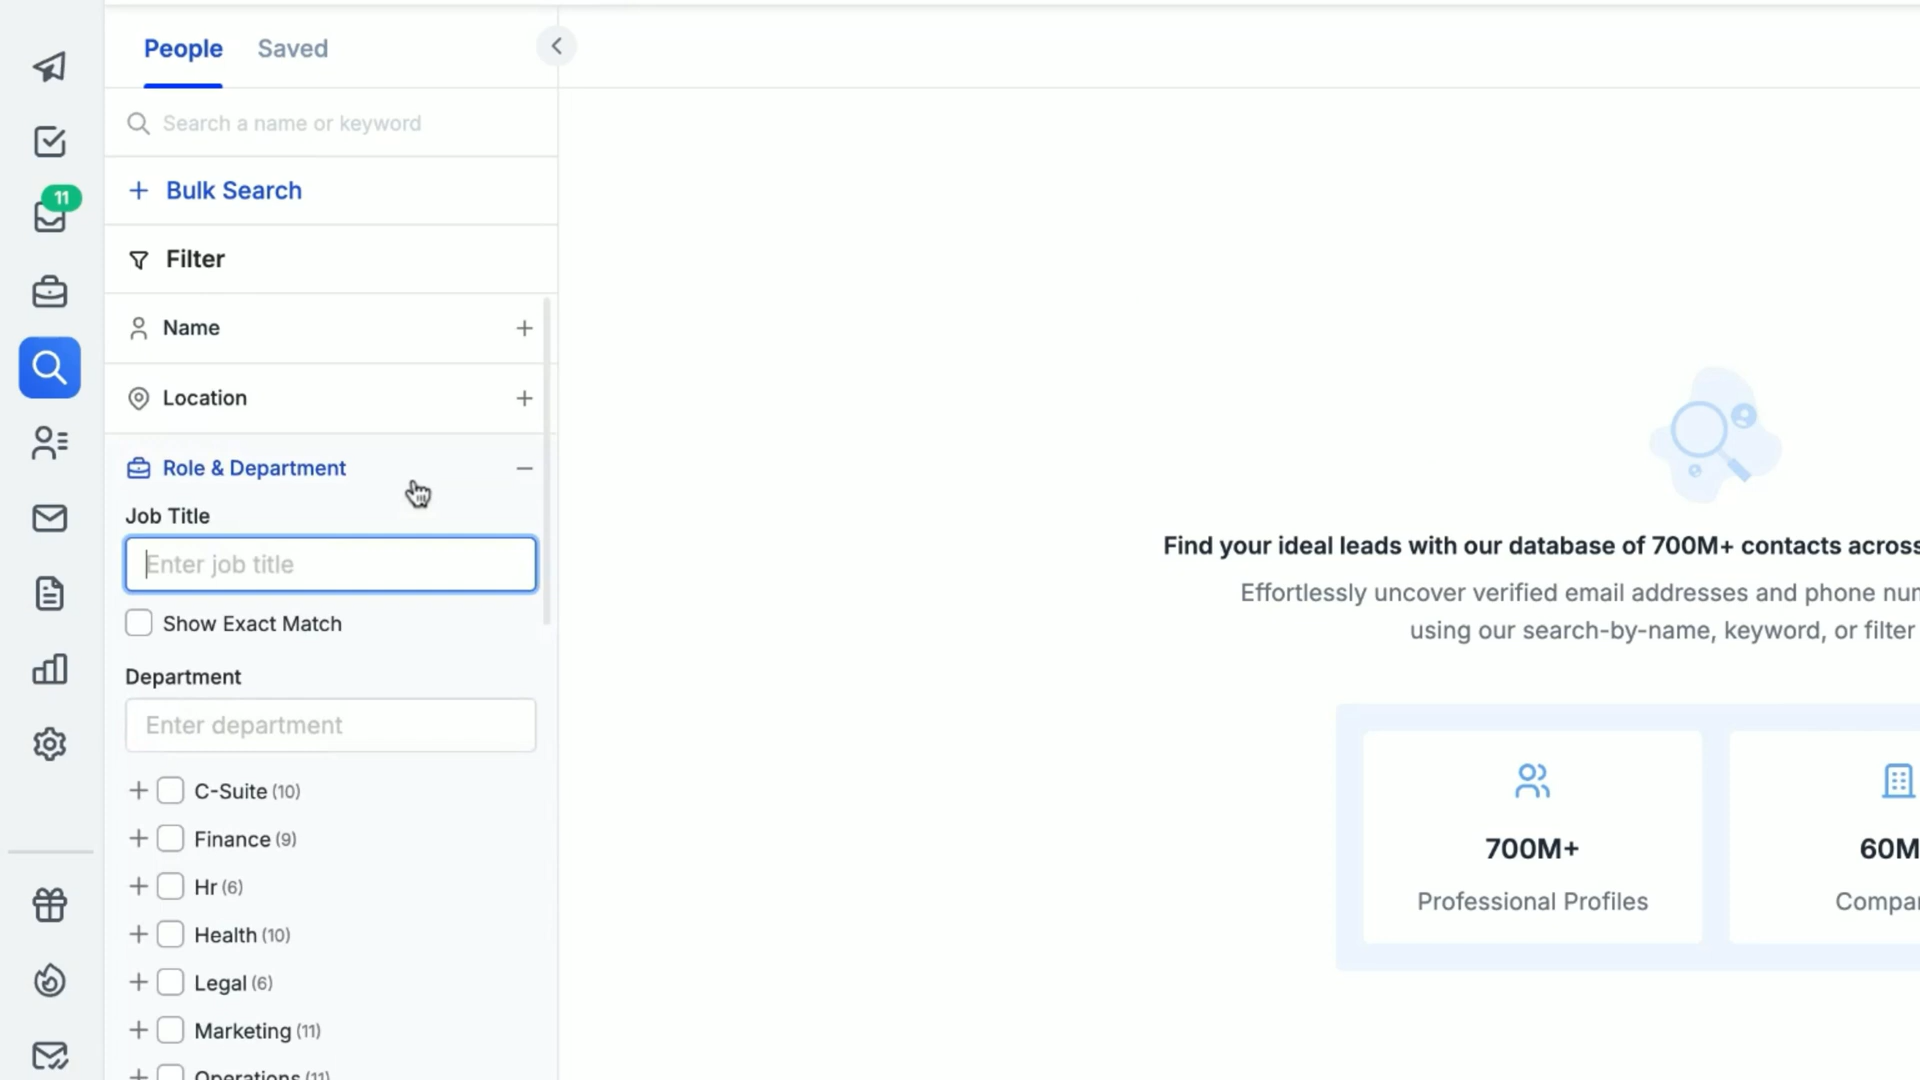 People
Saved
Search a name or keyword
11
Bulk Search
Filter
Name
Location
Role & Department
Job Title
Enter job title
Show Exact Match
Department
Enter department
C-Suite (10)
Finance (9)
Hr (6)
Health (10)
Legal (6)
Marketing (11)
Operations (11)
Find your ideal leads with our database of 700M+ contacts across
Effortlessly uncover verified email addresses and phone
using our search-by-name, keyword, or filter
700M+
Professional Profiles
60M